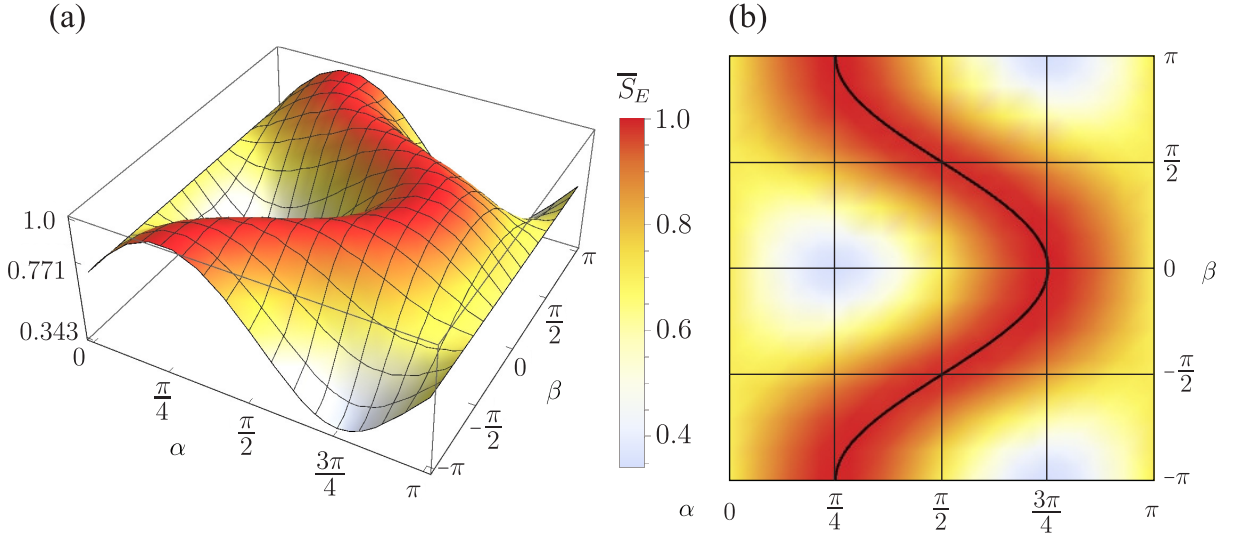 (a)
1.0
0.771
0.343
0
π/4
π/2
3π/4
π
α
-π
-π/2
0
π/2
π
β
S̅_E
1.0
0.8
0.6
0.4
(b)
π
π/2
0
β
-π/2
-π
α 0 π/4 π/2 3π/4 π